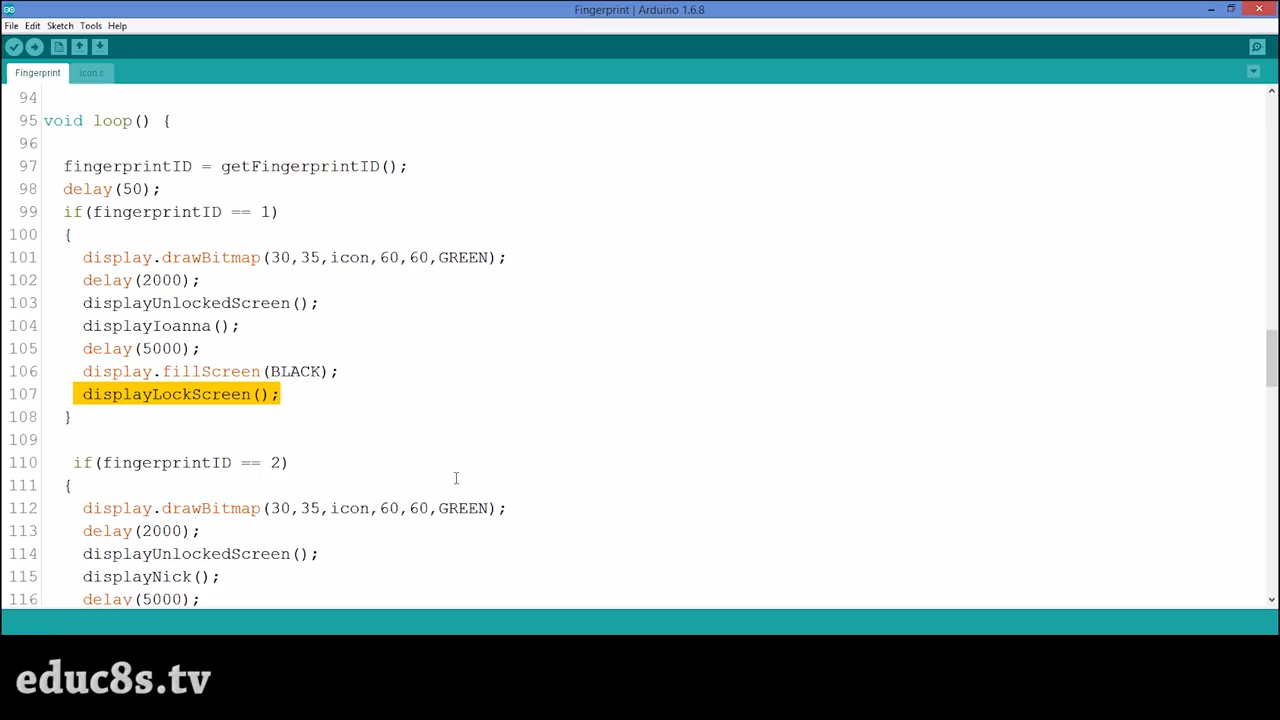 Fingerprint | Arduino 1.6.8
File Edit Sketch Tools Help
Fingerprint icon.c
94
95 void loop() {
96
97 fingerprintID = getFingerprintID();
98 delay(50);
99 if(fingerprintID == 1)
100 {
101 display.drawBitmap(30,35,icon,60,60,GREEN);
102 delay(2000);
103 displayUnlockedScreen();
104 displayIoanna();
105 delay(5000);
106 display.fillScreen(BLACK);
107 displayLockScreen();
108 }
109
110 if(fingerprintID == 2)
111 {
112 display.drawBitmap(30,35,icon,60,60,GREEN);
113 delay(2000);
114 displayUnlockedScreen();
115 displayNick();
116 delay(5000);
educ8s.tv